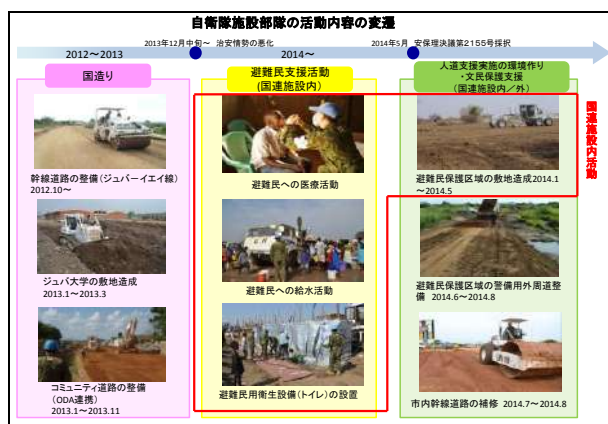 自衛隊施設部隊の活動内容の変遷
2013年12月中旬～ 治安情勢の悪化
2014年5月 安保理決議第2155号採択
2012～2013
2014～
国造り
幹線道路の整備(ジュバーイエイ線)
2012.10～
ジュバ大学の敷地造成
2013.1～2013.3
コミュニティ道路の整備
(ODA連携)
2013.1～2013.11
避難民支援活動
(国連施設内)
避難民への医療活動
避難民への給水活動
避難民用衛生設備(トイレ)の設置
人道支援実施の環境作り
・文民保護支援
(国連施設内/外)
避難民保護区域の敷地造成2014.1
~2014.5
避難民保護区域の警備用外周道整
備 2014.6～2014.8
市内幹線道路の補修 2014.7～2014.8
国連施設内活動